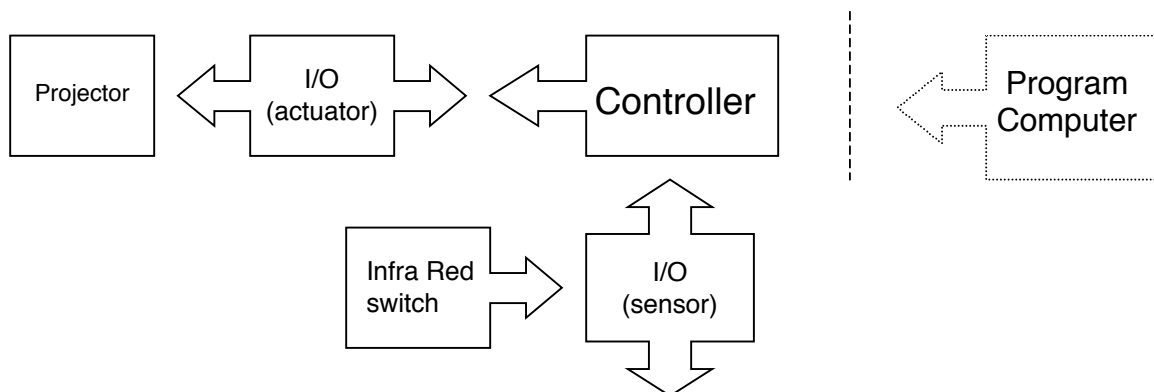 Projector
I/O
(actuator)
Controller
Program
Computer
Infra Red
switch
I/O
(sensor)